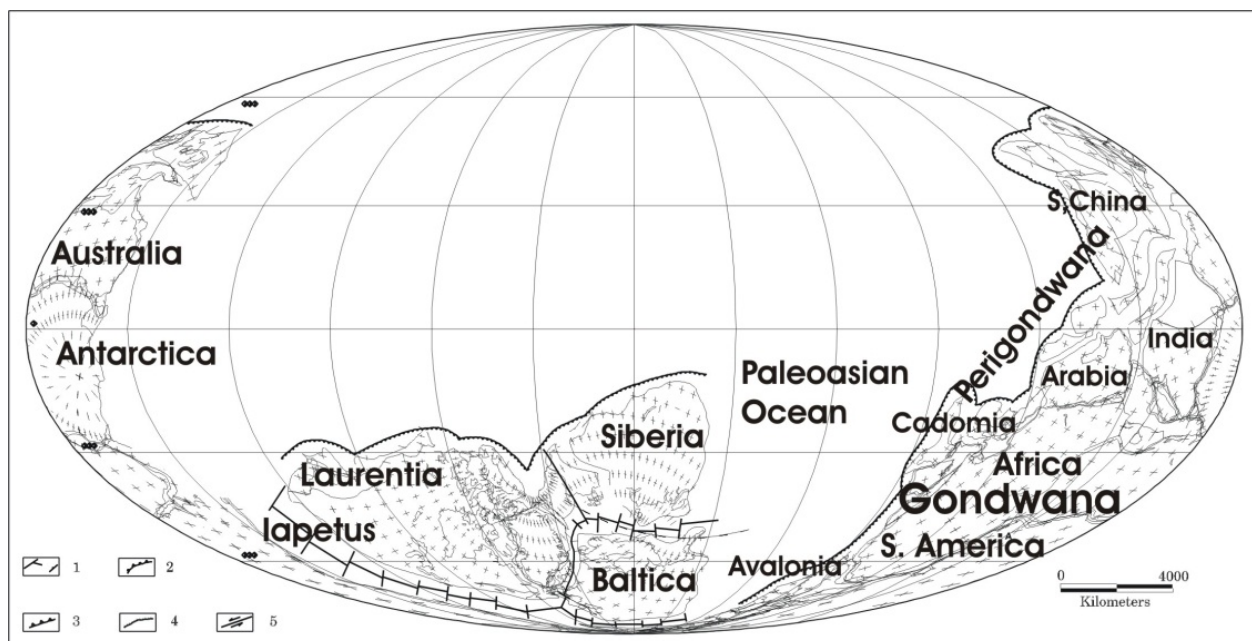 S.China
Australia
Perigondwana
Antarctica
India
Paleoasian
Ocean
Arabia
Cadomia
Siberia
Laurentia
Africa
Gondwana
Iapetus
S. America
Avalonia
Baltica
1
2
3
4
5
0 4000
Kilometers